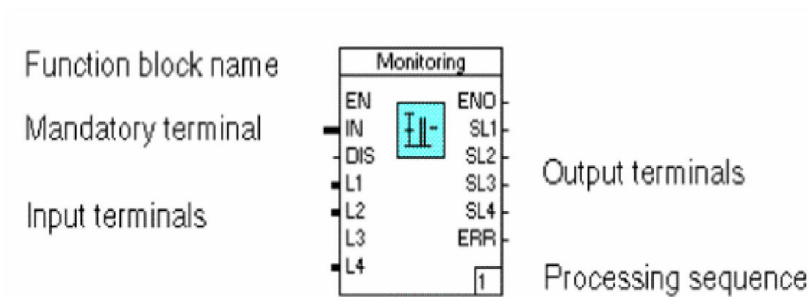 Function block name
Monitoring
EN ENO
Mandatory terminal
IN SL1
DIS SL2
L1 SL3
Output terminals
Input terminals
L2 SL4
L3 ERR
L4 1
Processing sequence